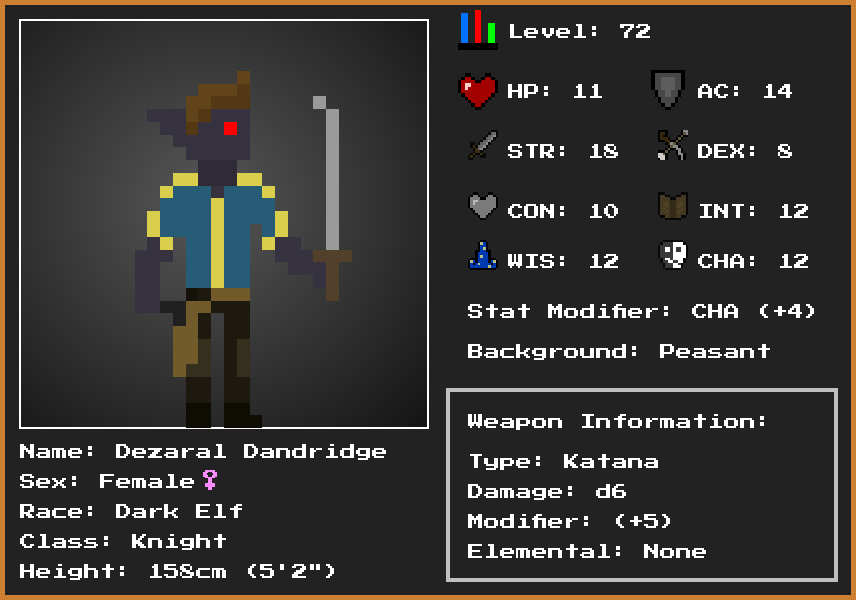 Level: 72
HP: 11 AC: 14
STR: 18 DEX: 8
CON: 10 INT: 12
WIS: 12 CHA: 12
Stat Modifier: CHA (+4)
Background: Peasant
Weapon Information:
Type: Katana
Damage: d6
Modifier: (+5)
Elemental: None
Name: Dezaral Dandridge
Sex: Female♀
Race: Dark Elf
Class: Knight
Height: 158cm (5'2")